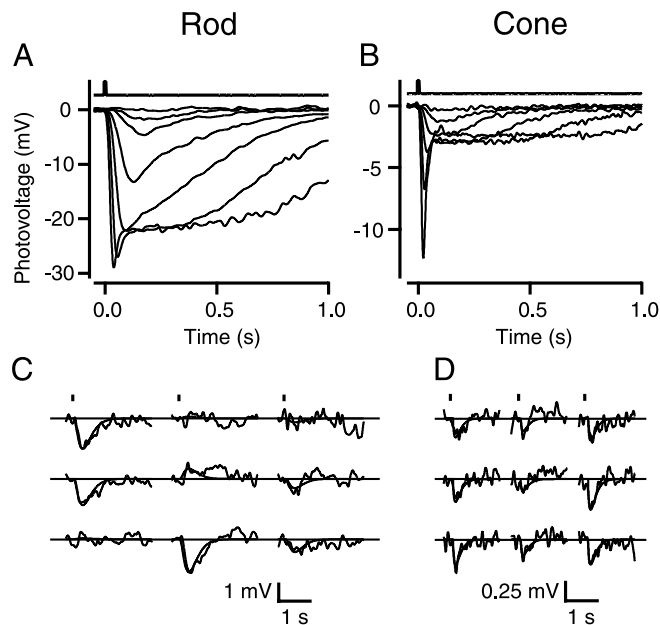 Rod
Cone
A
B
Photovoltage (mV)
0
-10
-20
-30
0.0
0.5
1.0
Time (s)
0
-5
-10
0.0
0.5
1.0
Time (s)
C
D
1 mV
1 s
0.25 mV
1 s